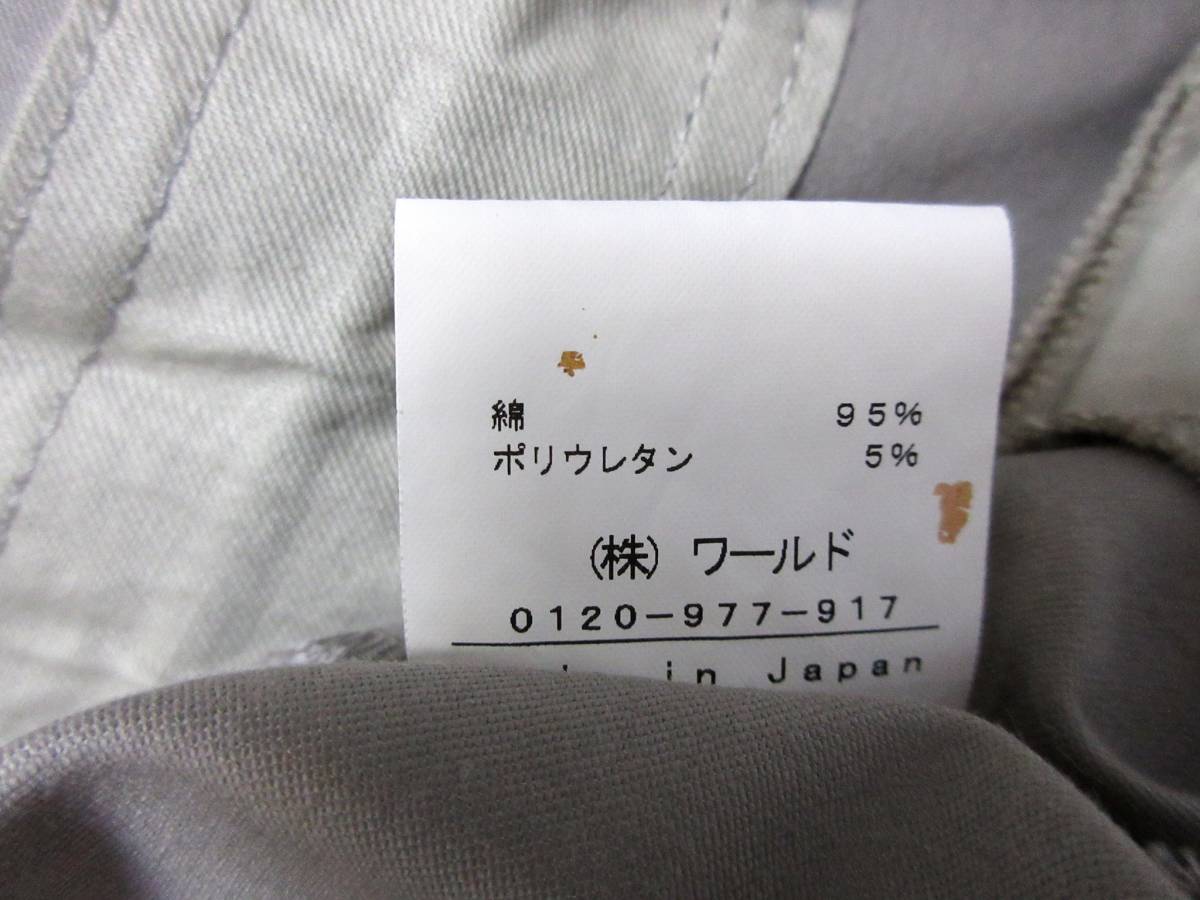 綿 95%
ポリウレタン 5%
(株) ワールド
0120-977-917
in Japan